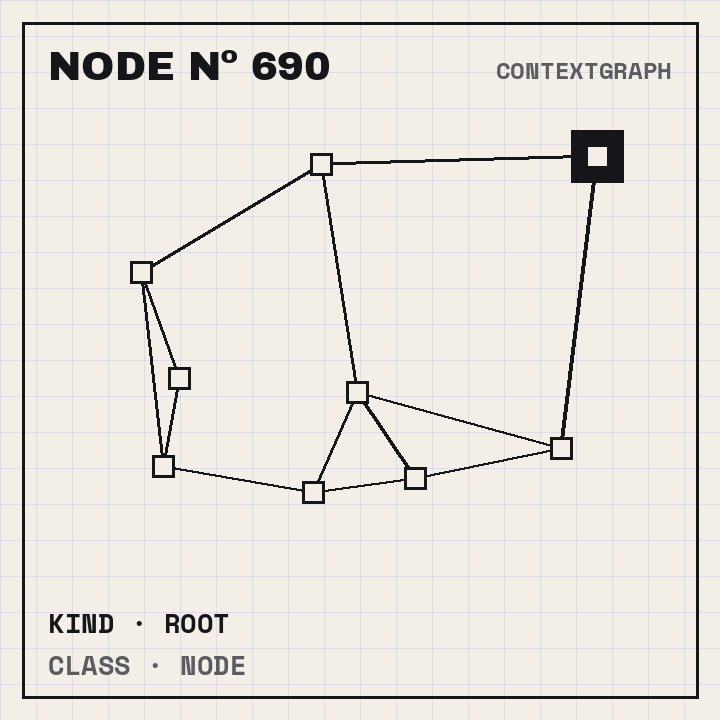 NODE Nº 690
CONTEXTGRAPH
KIND · ROOT
CLASS · NODE